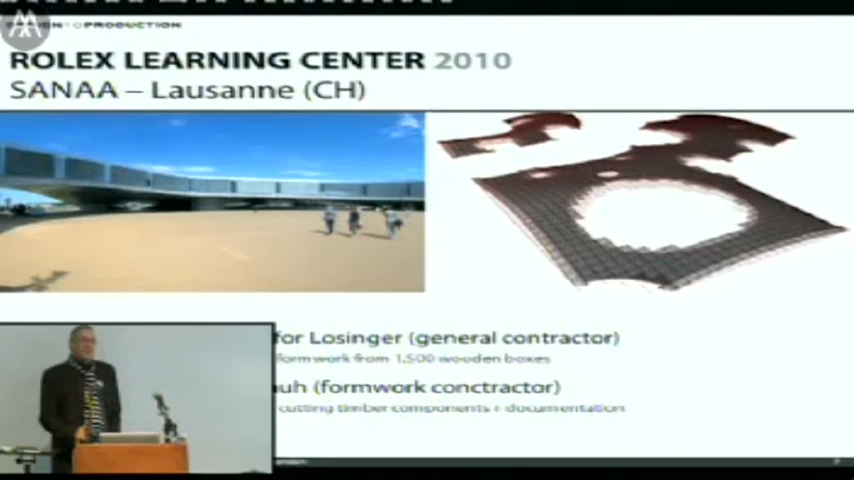 TOPRODUCTION
ROLEX LEARNING CENTER 2010
SANAA – Lausanne (CH)
for Losinger (general contractor)
formwork from 1,500 wooden boxes
uh (formwork conctractor)
cutting timber components + documentation